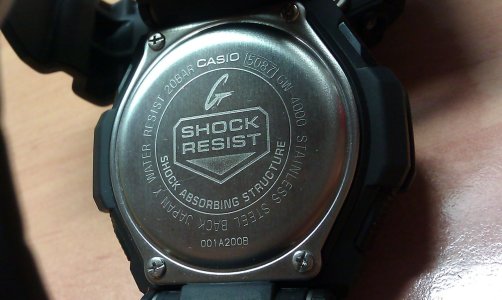 WATER RESIST 20BAR CASIO [5087] GW-4000 STAINLESS STEEL BACK JAPAN Y
G
SHOCK
RESIST
SHOCK ABSORBING STRUCTURE
001A200B